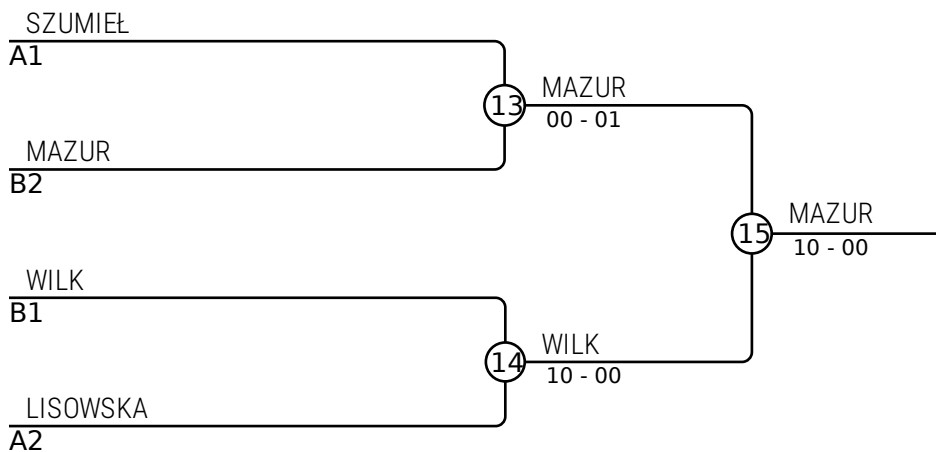 SZUMIEŁ
A1
13
MAZUR
00 - 01
MAZUR
B2
15
MAZUR
10 - 00
WILK
B1
14
WILK
10 - 00
LISOWSKA
A2